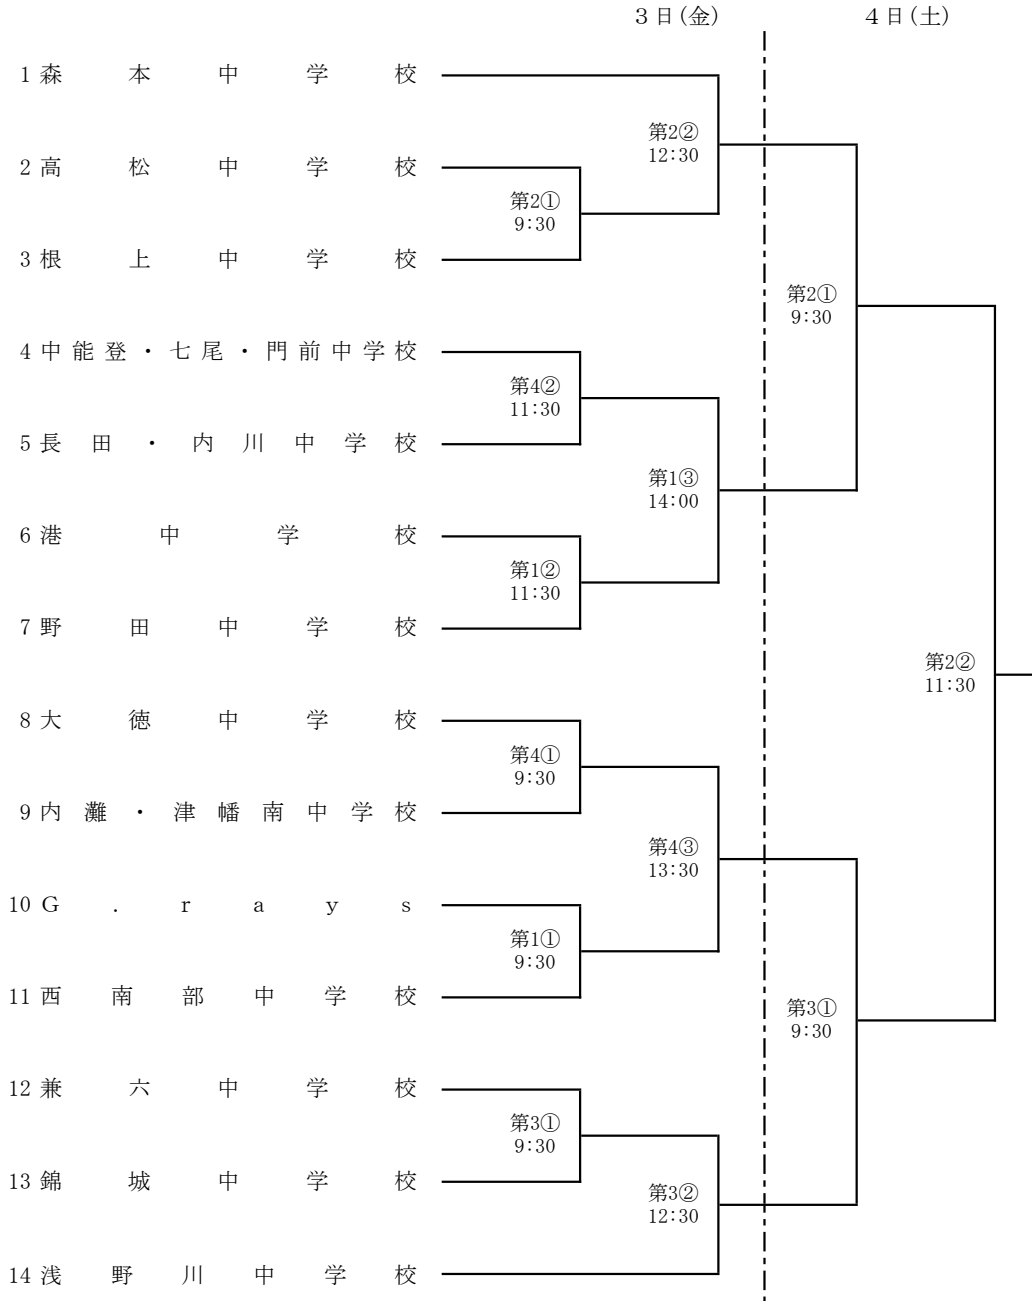 3日(金) 4日(土)
1 森本中学校
第2②
12:30
2 高松中学校
第2①
9:30
3 根上中学校
第2①
9:30
4 中能登・七尾・門前中学校
第4②
11:30
5 長田・内川中学校
第1③
14:00
6 港中学校
第1②
11:30
7 野田中学校
第2②
11:30
8 大徳中学校
第4①
9:30
9 内灘・津幡南中学校
第4③
13:30
10 G.rays
第1①
9:30
11 西南部中学校
第3①
9:30
12 兼六中学校
第3①
9:30
13 錦城中学校
第3②
12:30
14 浅野川中学校